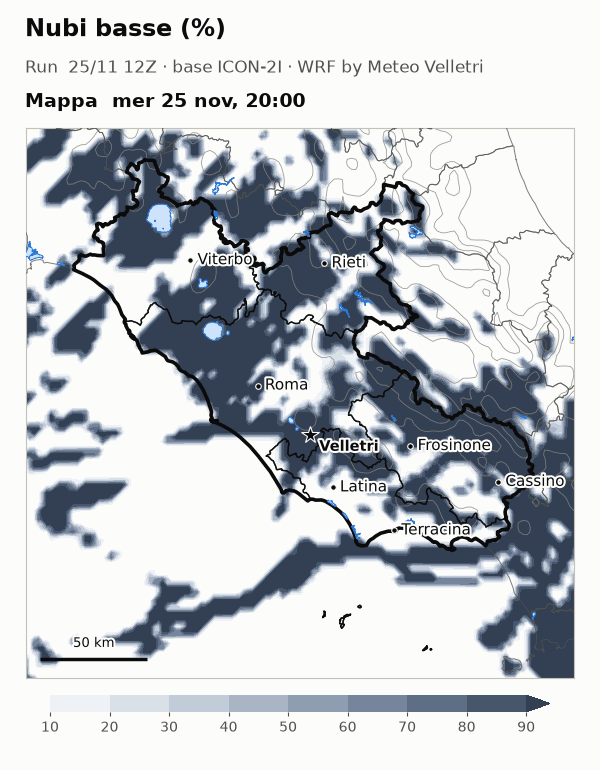 Nubi basse (%)
Run  25/11 12Z · base ICON-2I · WRF by Meteo Velletri
Mappa  mer 25 nov, 20:00
Viterbo
Rieti
Roma
Velletri
Frosinone
Cassino
Latina
Terracina
50 km
10 20 30 40 50 60 70 80 90